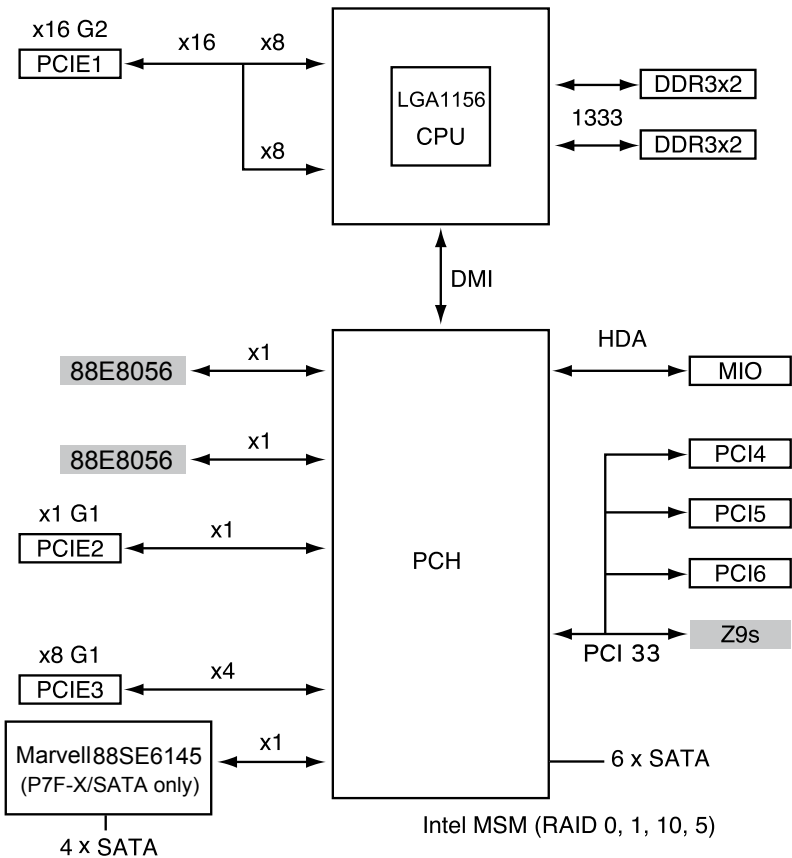 x16 G2
PCIE1
x16
x8
x8
LGA1156
CPU
DDR3x2
1333
DDR3x2
DMI
88E8056
x1
88E8056
x1
x1 G1
PCIE2
x1
x8 G1
PCIE3
x4
Marvell88SE6145
(P7F-X/SATA only)
x1
4 x SATA
PCH
HDA
MIO
PCI4
PCI5
PCI6
Z9s
PCI 33
6 x SATA
Intel MSM (RAID 0, 1, 10, 5)